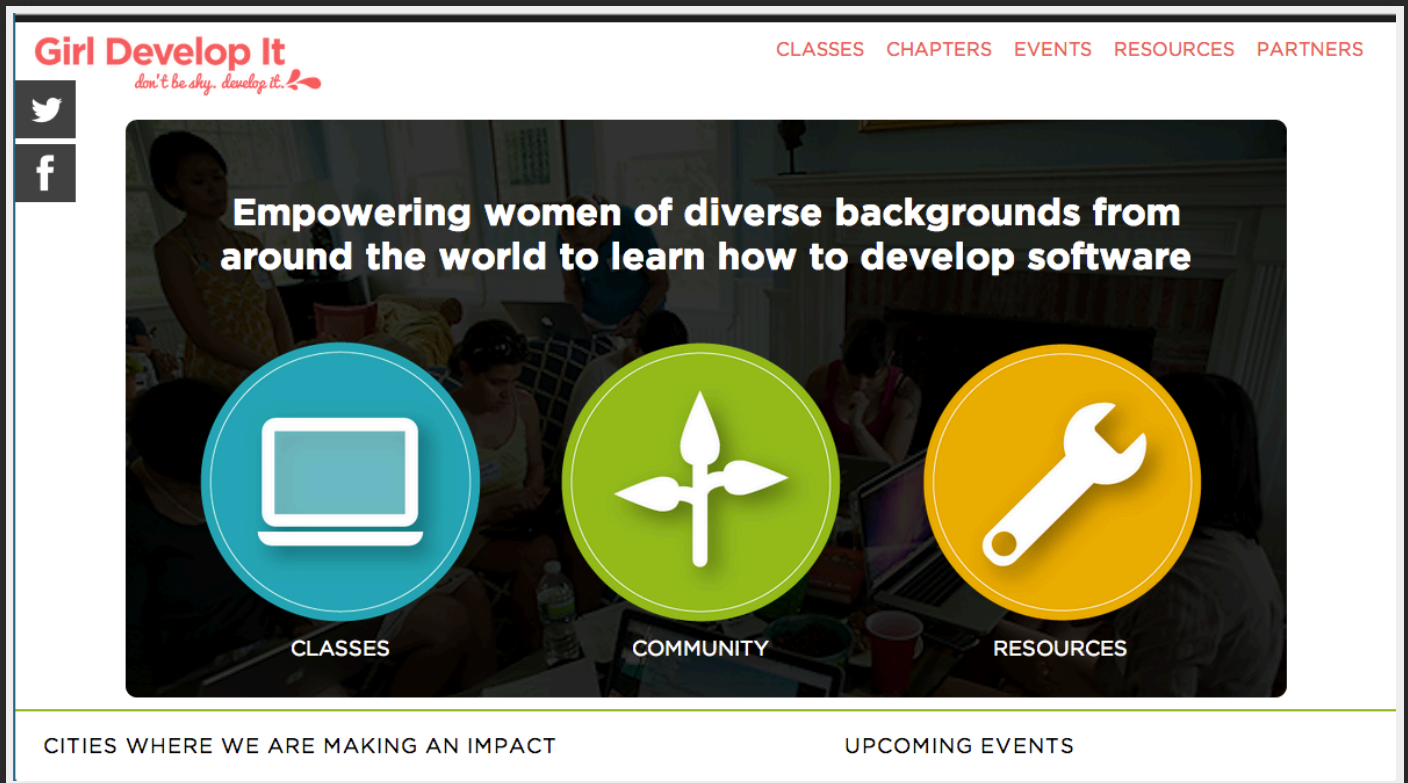 Girl Develop It
don't be shy. develop it.
CLASSES CHAPTERS EVENTS RESOURCES PARTNERS
Empowering women of diverse backgrounds from
around the world to learn how to develop software
CLASSES COMMUNITY RESOURCES
CITIES WHERE WE ARE MAKING AN IMPACT UPCOMING EVENTS